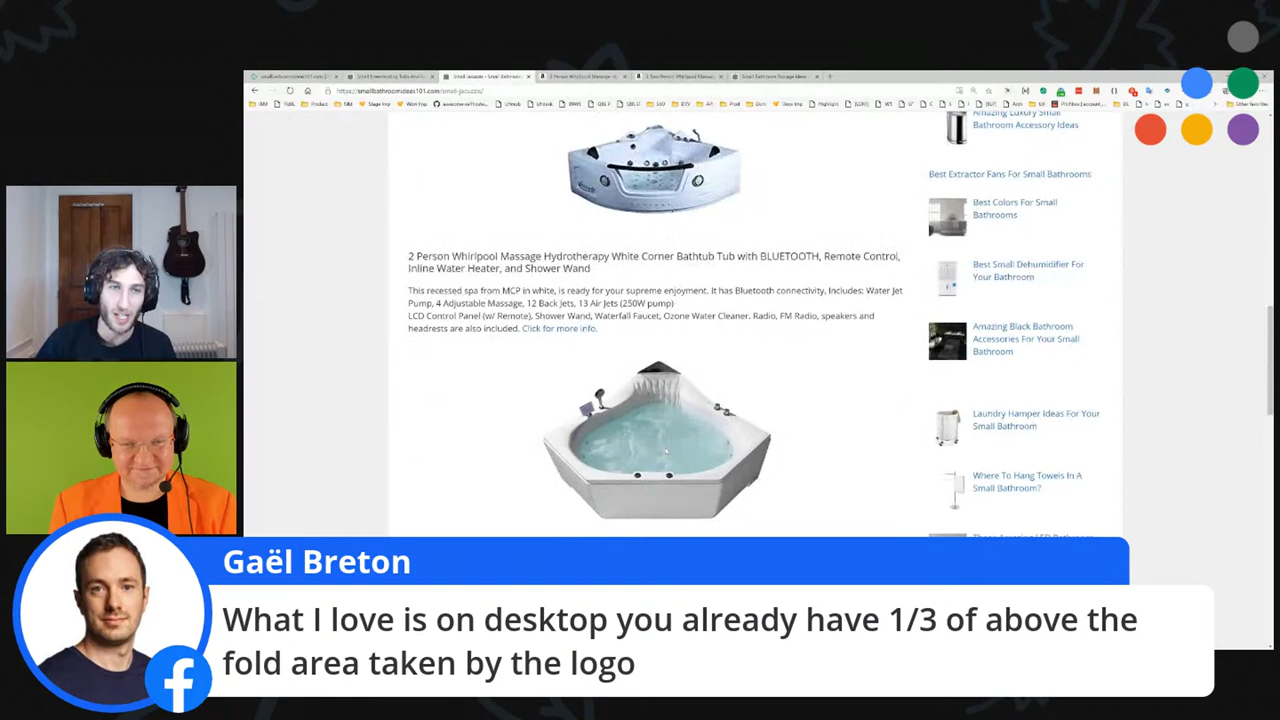 https://smallbathroomideas101.com/small-jacuzzis/
Amazing Luxury Small
Bathroom Accessory Ideas
Best Extractor Fans For Small Bathrooms
Best Colors For Small
Bathrooms
2 Person Whirlpool Massage Hydrotherapy White Corner Bathtub Tub with BLUETOOTH, Remote Control,
Inline Water Heater, and Shower Wand
Best Small Dehumidifier For
Your Bathroom
This recessed spa from MCP in white, is ready for your supreme enjoyment. It has Bluetooth connectivity, Includes: Water Jet
Pump, 4 Adjustable Massage, 12 Back Jets, 13 Air Jets (250W pump)
LCD Control Panel (w/ Remote), Shower Wand, Waterfall Faucet, Ozone Water Cleaner. Radio, FM Radio, speakers and
headrests are also included. Click for more info.
Amazing Black Bathroom
Accessories For Your Small
Bathroom
Laundry Hamper Ideas For Your
Small Bathroom
Where To Hang Towels In A
Small Bathroom?
Gaël Breton
What I love is on desktop you already have 1/3 of above the
fold area taken by the logo